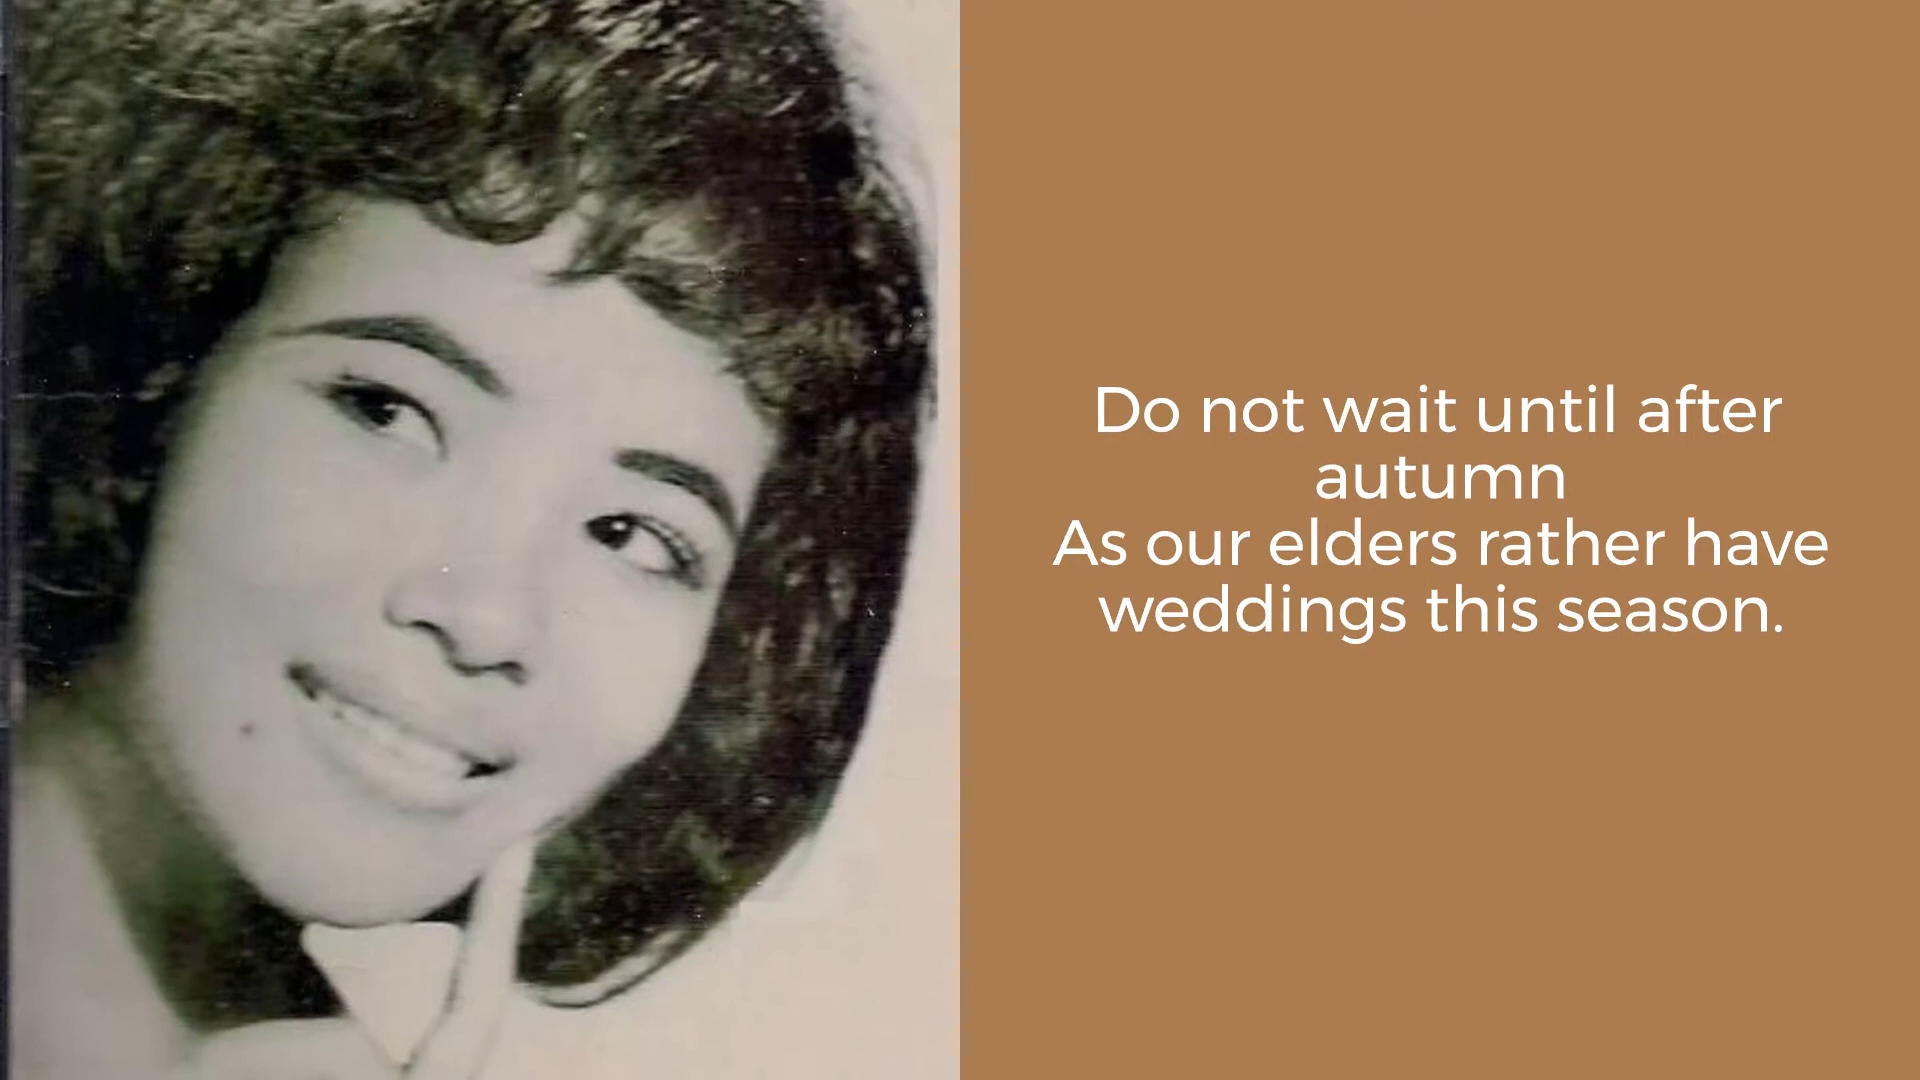 Do not wait until after
autumn
As our elders rather have
weddings this season.